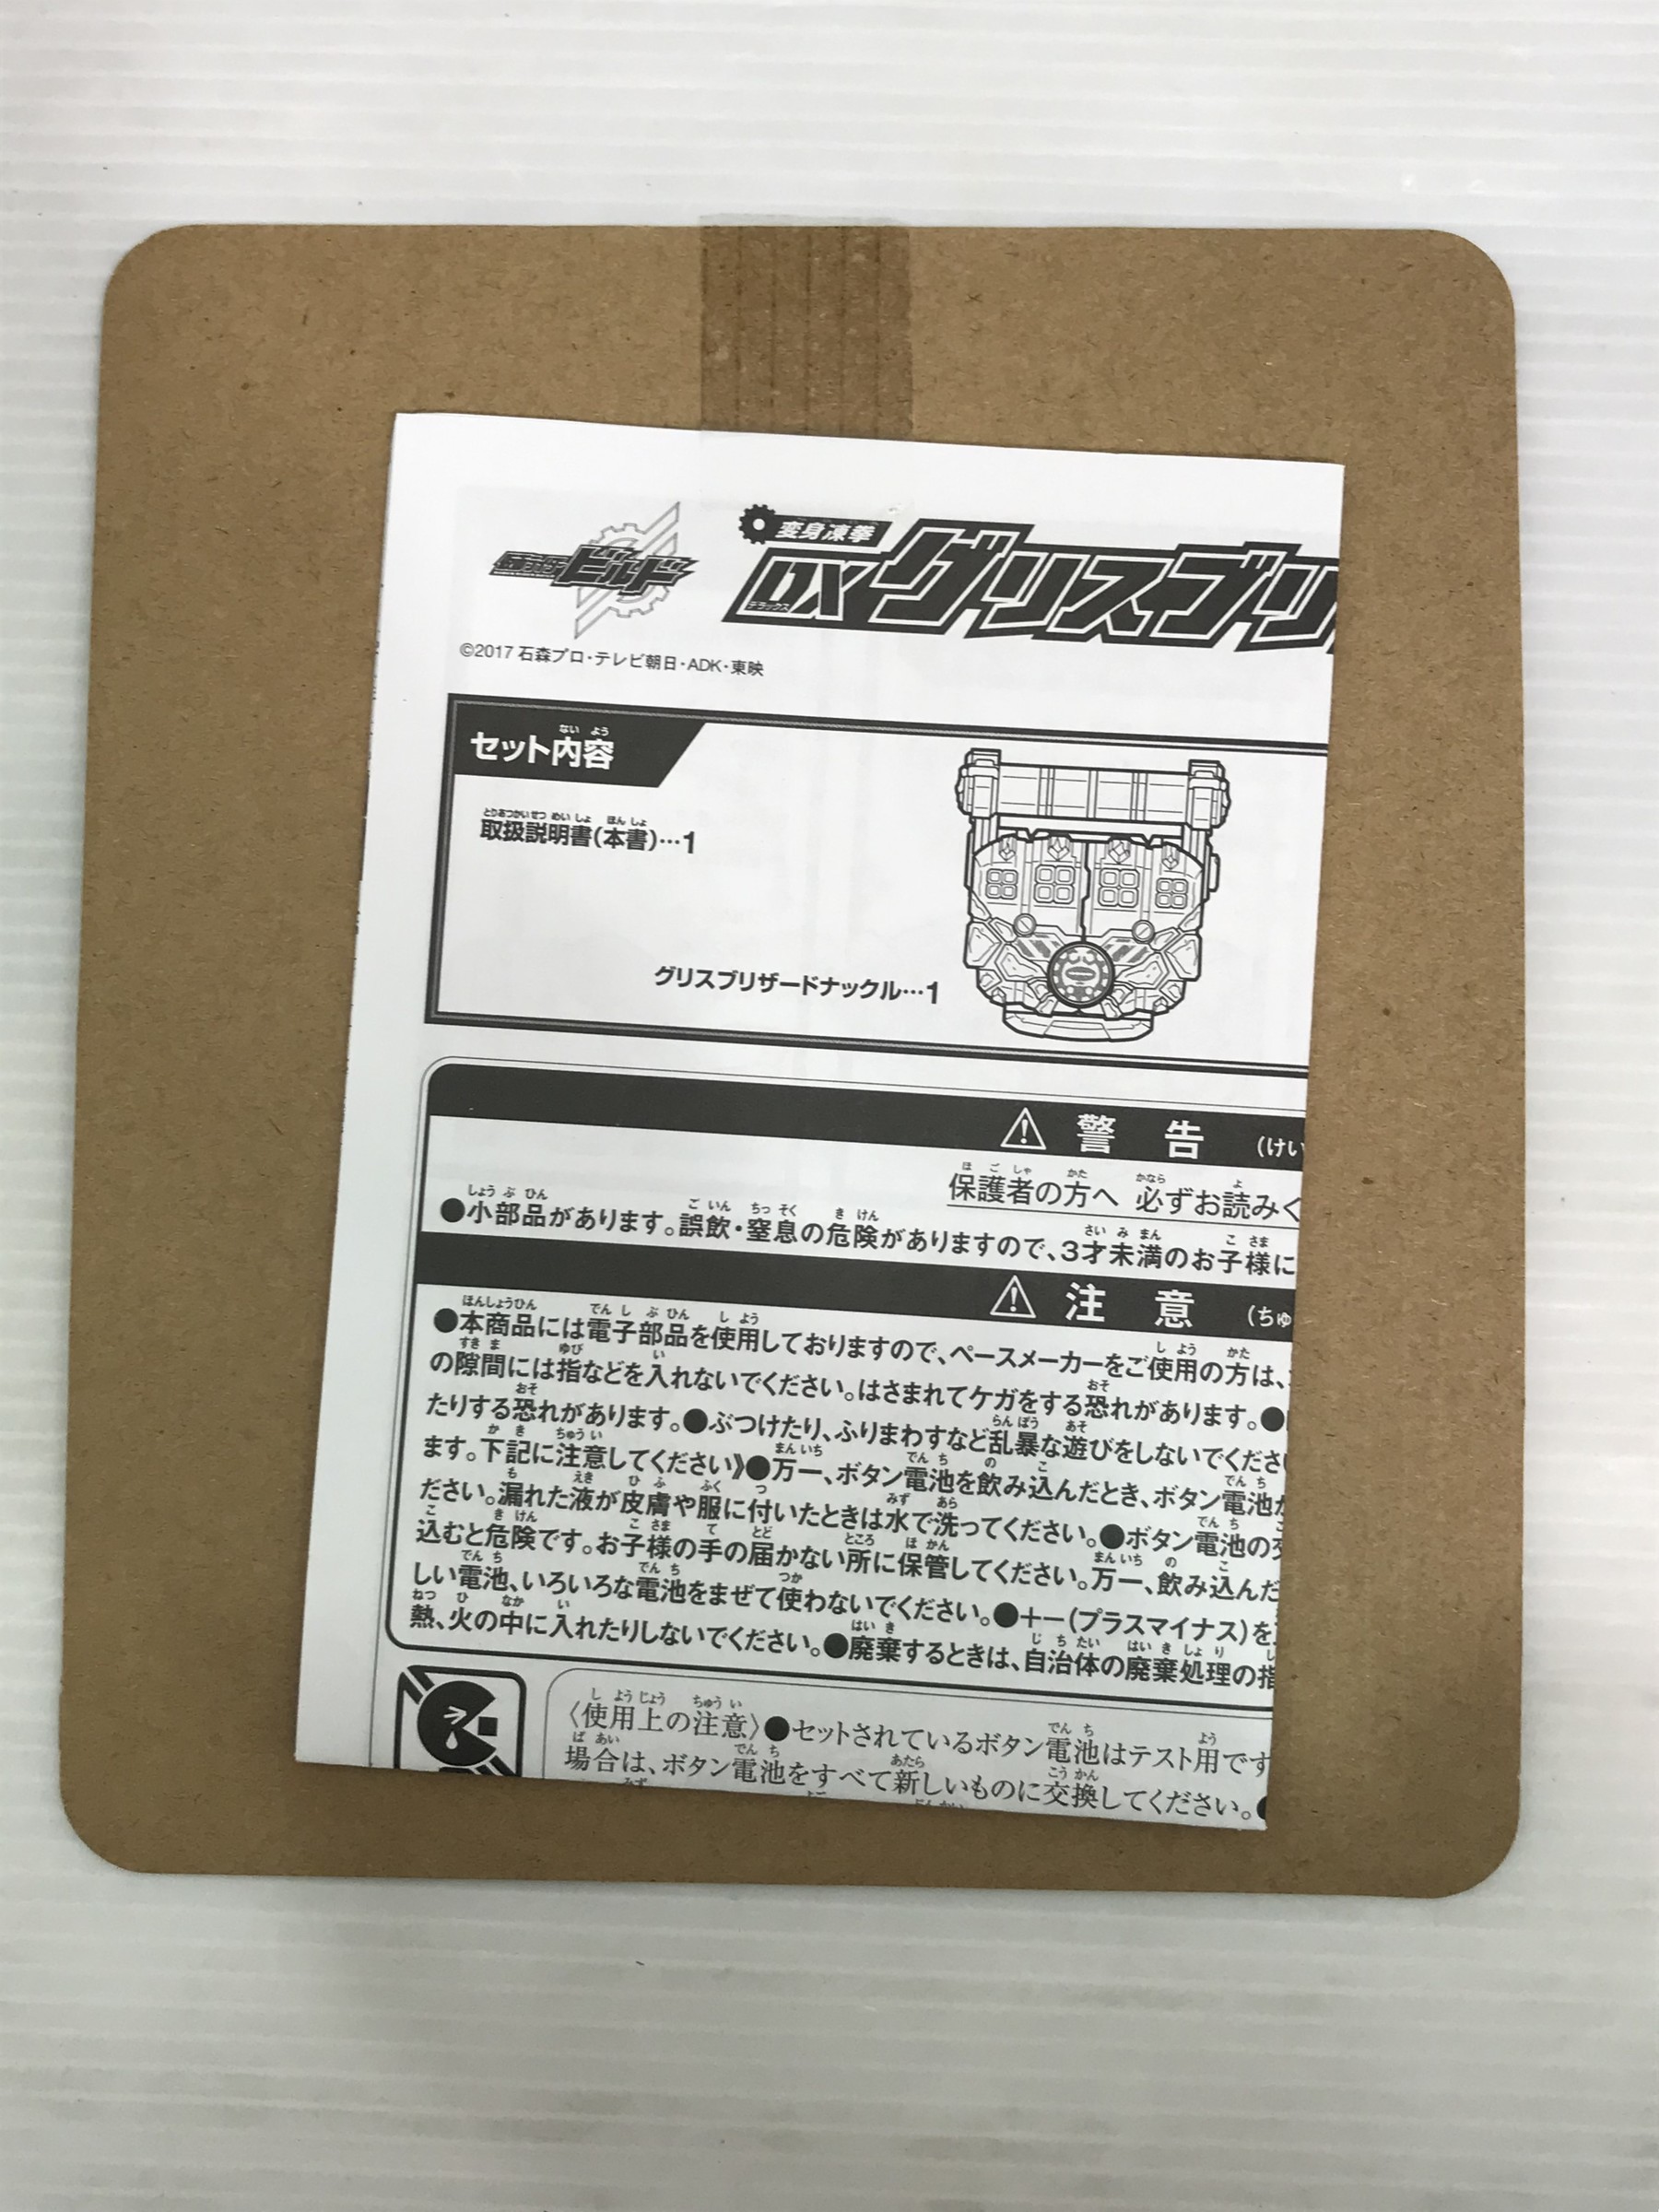 仮面ライダービルド
変身凍拳
DXグリスブリ
デラックス
©2017 石森プロ・テレビ朝日・ADK・東映
セット内容
取扱説明書(本書)…1
グリスブリザードナックル…1
警告 (けい
保護者の方へ 必ずお読みく
●小部品があります。誤飲・窒息の危険がありますので、3才未満のお子様に
注意 (ちゅ
●本商品には電子部品を使用しておりますので、ペースメーカーをご使用の方は、
の隙間には指などを入れないでください。はさまれてケガをする恐れがあります。●
たりする恐れがあります。●ぶつけたり、ふりまわすなど乱暴な遊びをしないでくださ
ます。下記に注意してください》●万一、ボタン電池を飲み込んだとき、ボタン電池が
ださい。漏れた液が皮膚や服に付いたときは水で洗ってください。●ボタン電池の交
込むと危険です。お子様の手の届かない所に保管してください。万一、飲み込んだ
しい電池、いろいろな電池をまぜて使わないでください。●+−(プラスマイナス)を
熱、火の中に入れたりしないでください。●廃棄するときは、自治体の廃棄処理の指
〈使用上の注意〉●セットされているボタン電池はテスト用です
場合は、ボタン電池をすべて新しいものに交換してください。●